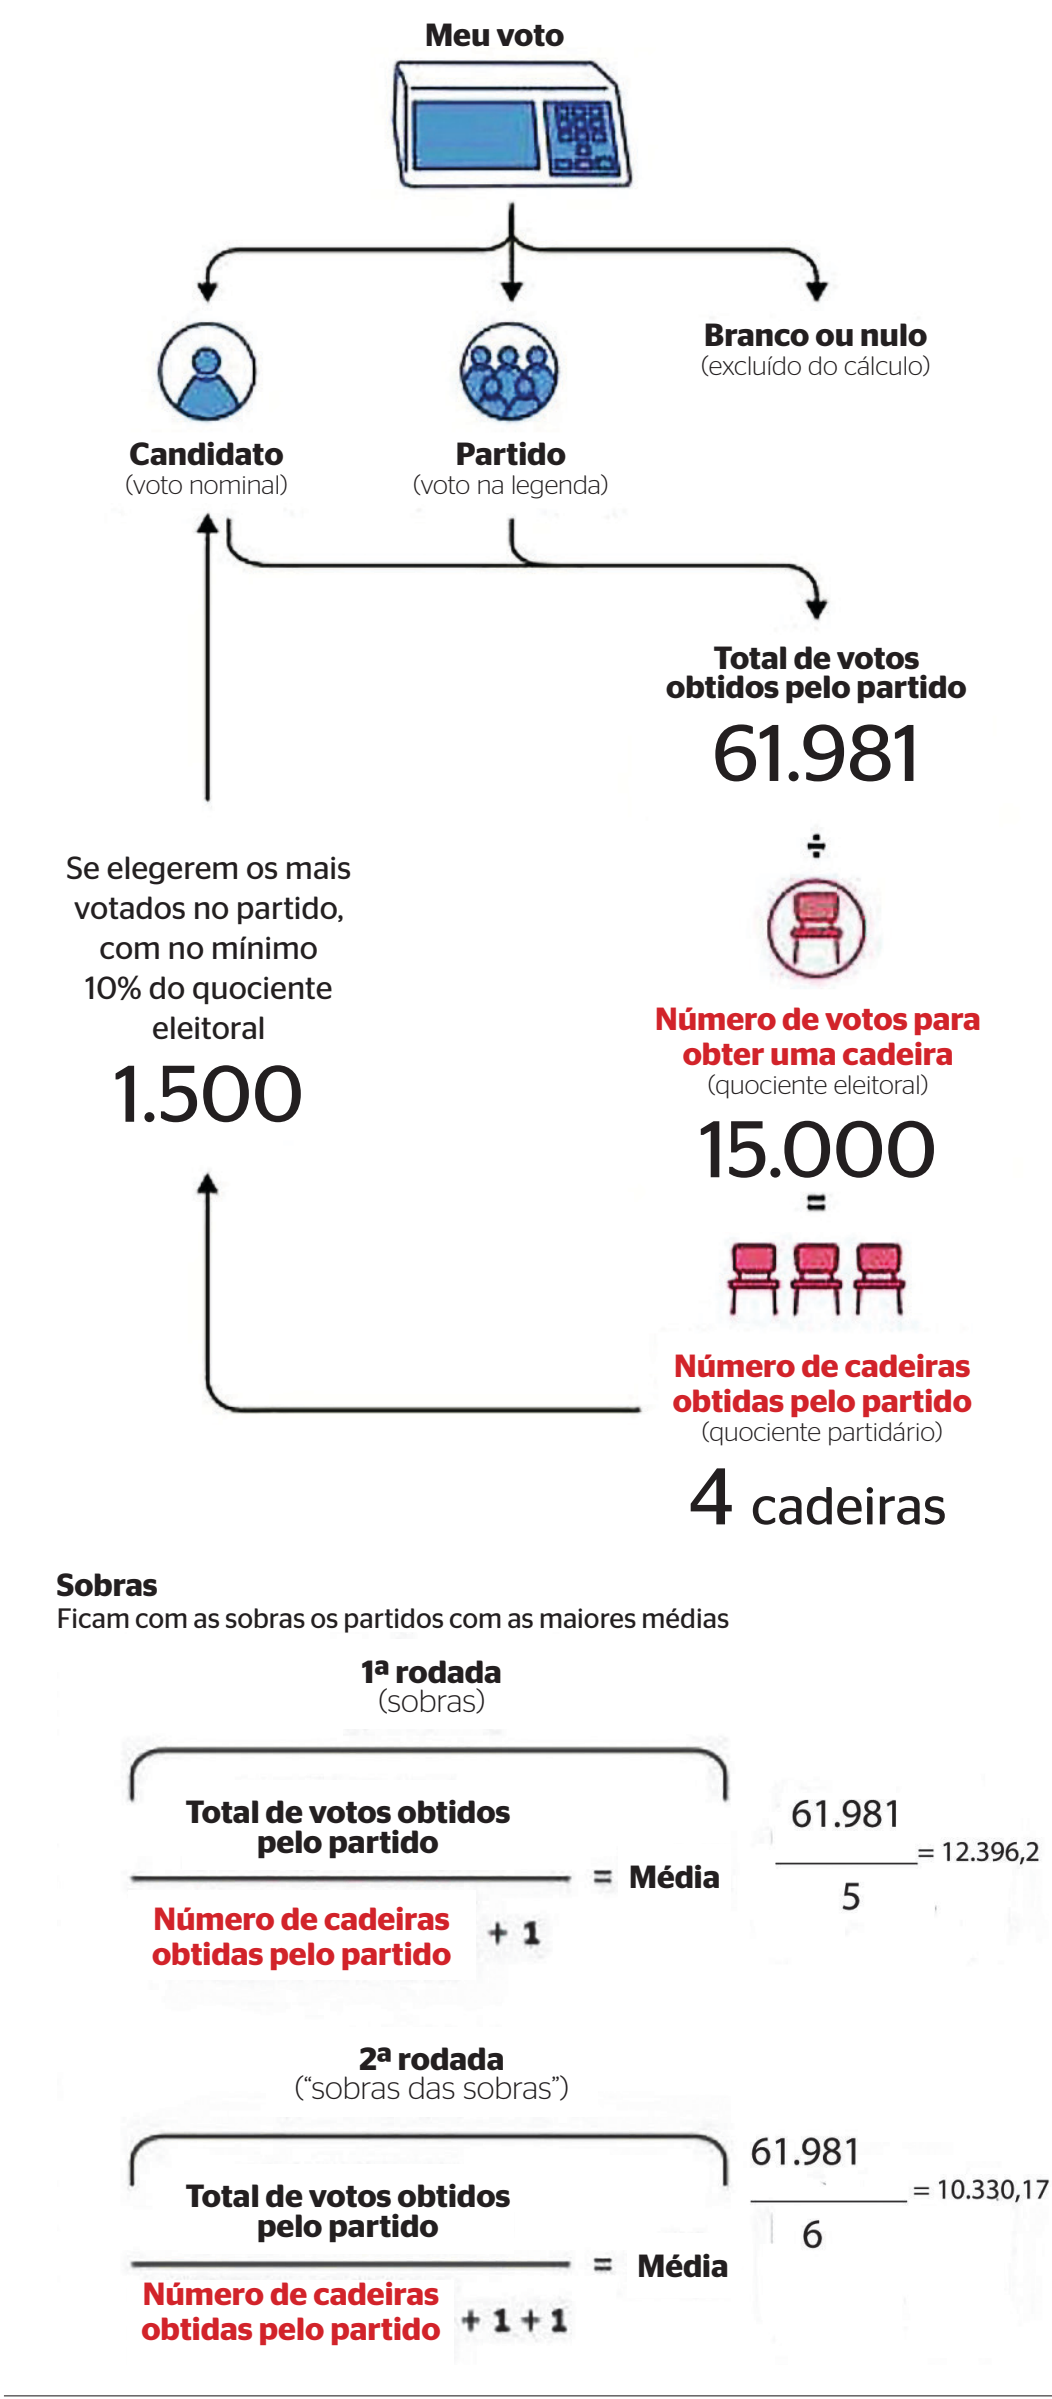 Meu voto
Branco ou nulo
(excluído do cálculo)
Candidato
(voto nominal)
Partido
(voto na legenda)
Total de votos
obtidos pelo partido
61.981
÷
Número de votos para
obter uma cadeira
(quociente eleitoral)
15.000
=
Número de cadeiras
obtidas pelo partido
(quociente partidário)
4 cadeiras
Se elegerem os mais
votados no partido,
com no mínimo
10% do quociente
eleitoral
1.500
Sobras
Ficam com as sobras os partidos com as maiores médias
1ª rodada
(sobras)
Total de votos obtidos
pelo partido
Número de cadeiras
obtidas pelo partido
+ 1
= Média
61.981
5
= 12.396,2
2ª rodada
(“sobras das sobras”)
Total de votos obtidos
pelo partido
Número de cadeiras
obtidas pelo partido
+ 1 + 1
= Média
61.981
6
= 10.330,17